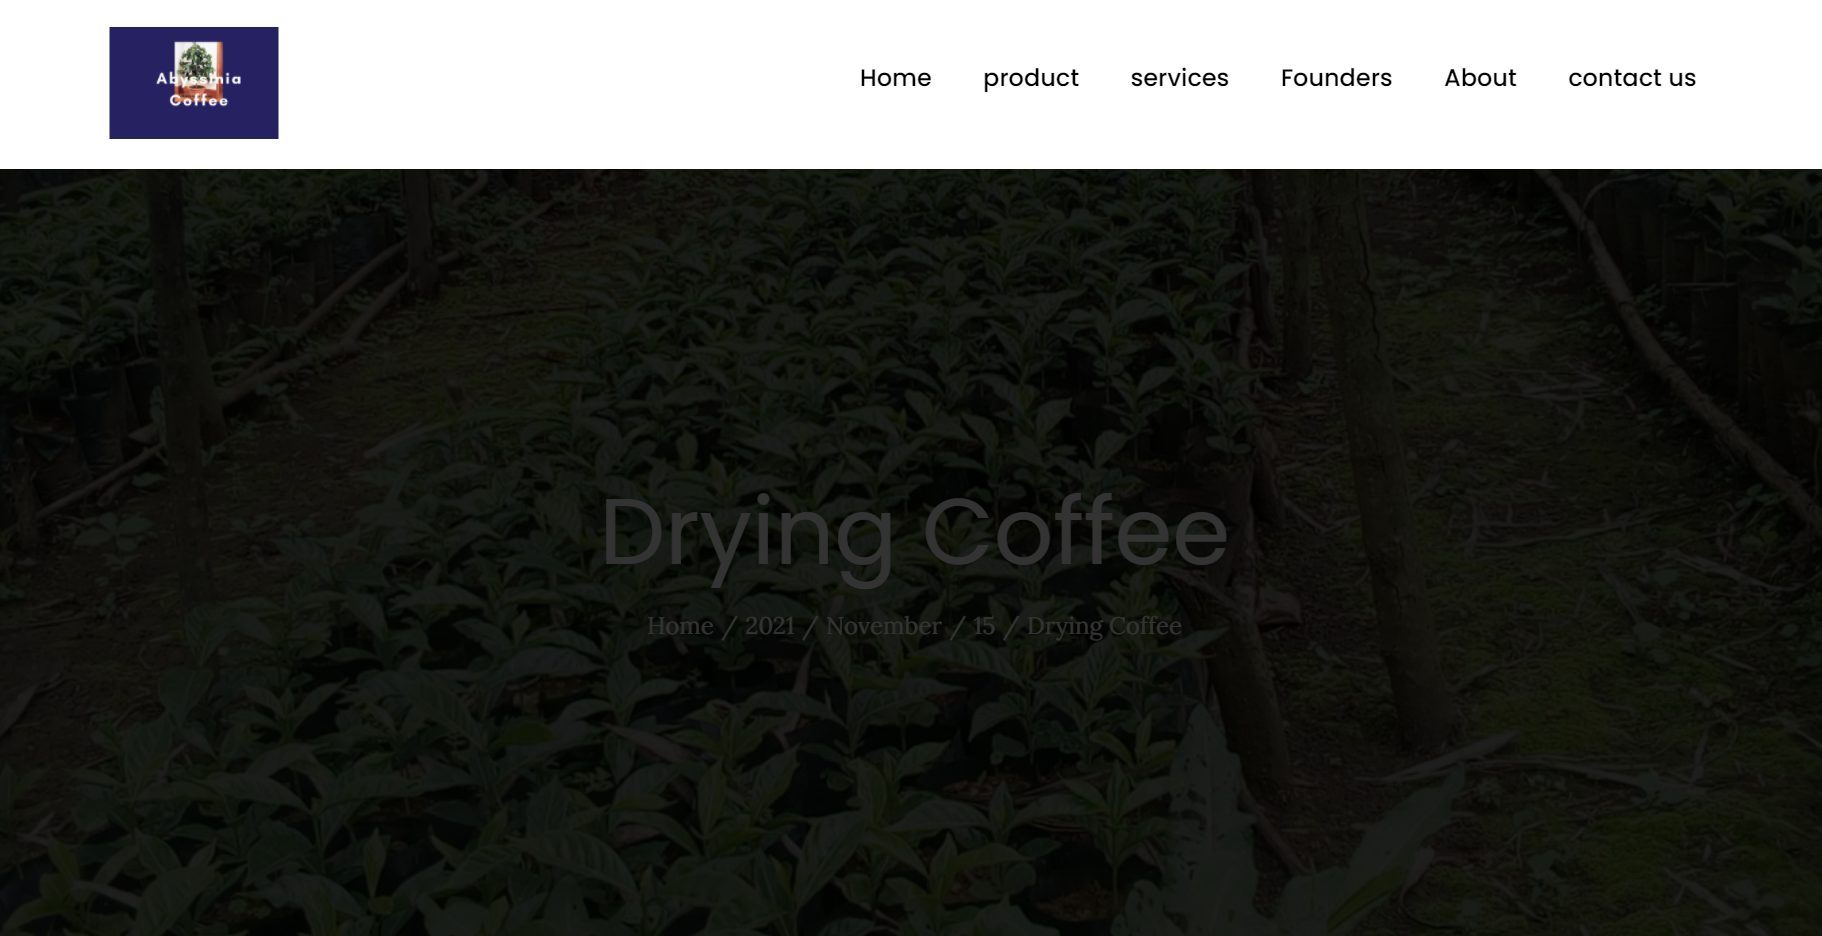 Abyssinia
Coffee
Home product services Founders About contact us
Drying Coffee
Home / 2021 / November / 15 / Drying Coffee